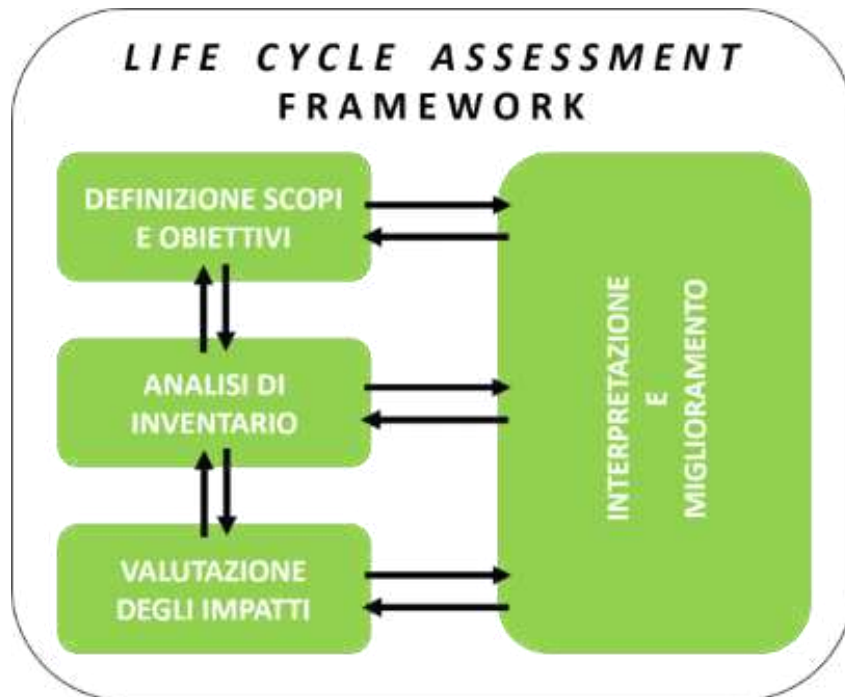 LIFE CYCLE ASSESSMENT
FRAMEWORK
DEFINIZIONE SCOPI
E OBIETTIVI
ANALISI DI
INVENTARIO
VALUTAZIONE
DEGLI IMPATTI
INTERPRETAZIONE
E
MIGLIORAMENTO